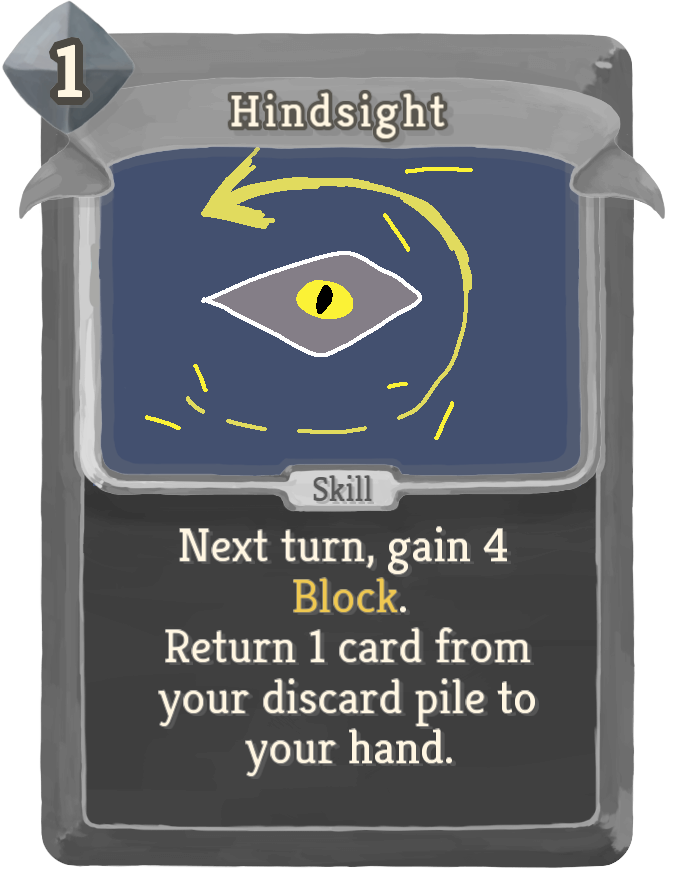 1
Hindsight
Skill
Next turn, gain 4
Block.
Return 1 card from
your discard pile to
your hand.